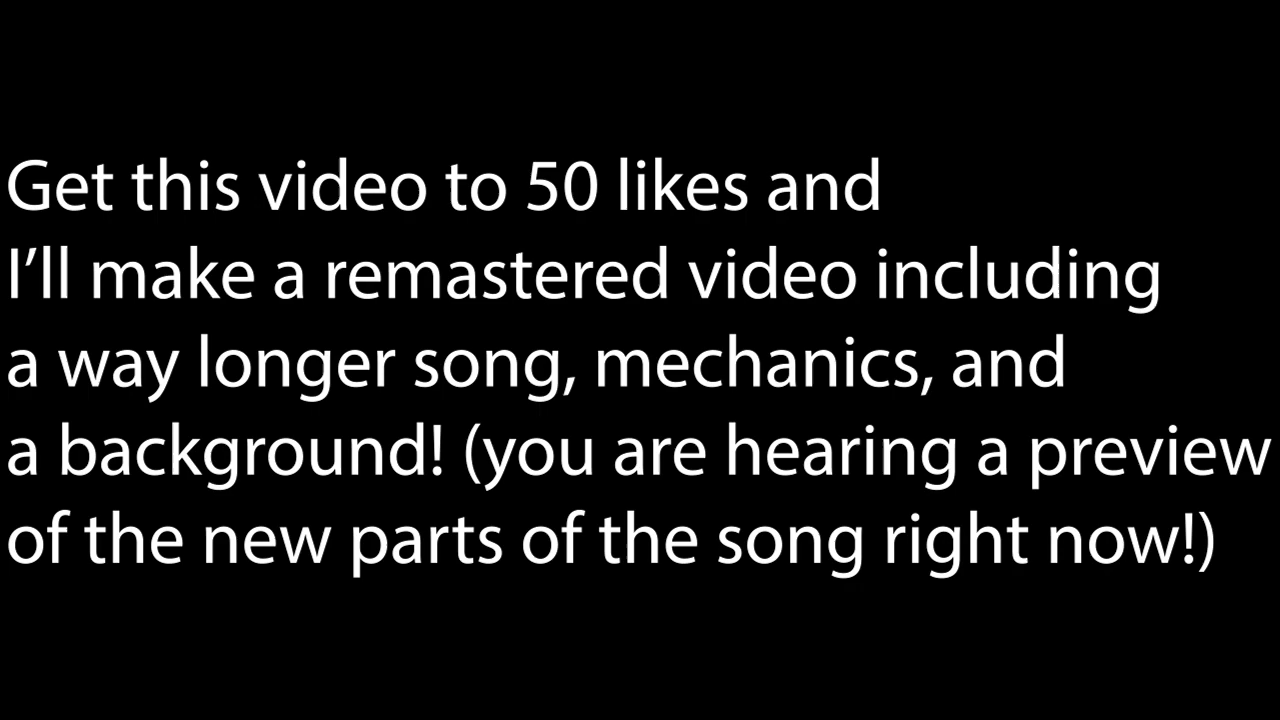 Get this video to 50 likes and
I’ll make a remastered video including
a way longer song, mechanics, and
a background! (you are hearing a preview
of the new parts of the song right now!)